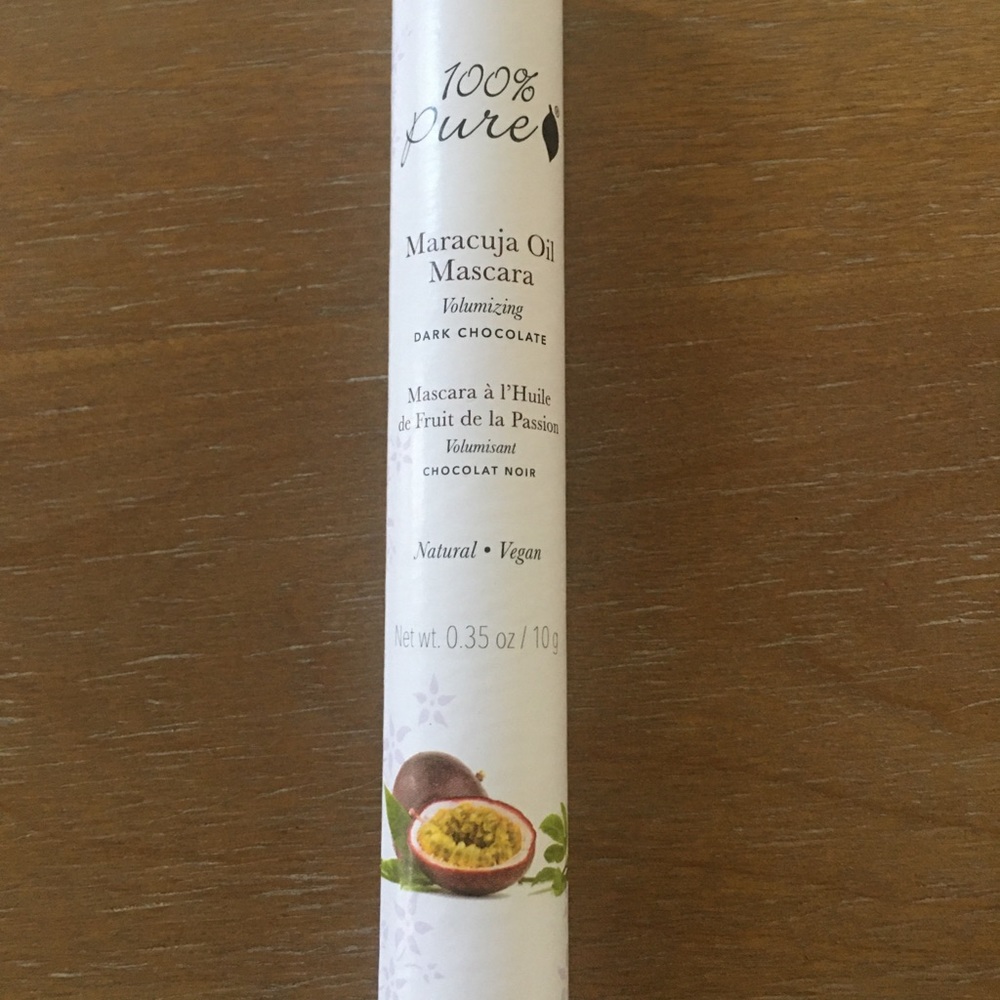 100%
pure®
Maracuja Oil
Mascara
Volumizing
DARK CHOCOLATE
Mascara à l'Huile
de Fruit de la Passion
Volumisant
CHOCOLAT NOIR
Natural • Vegan
Net wt. 0.35 oz / 10 g